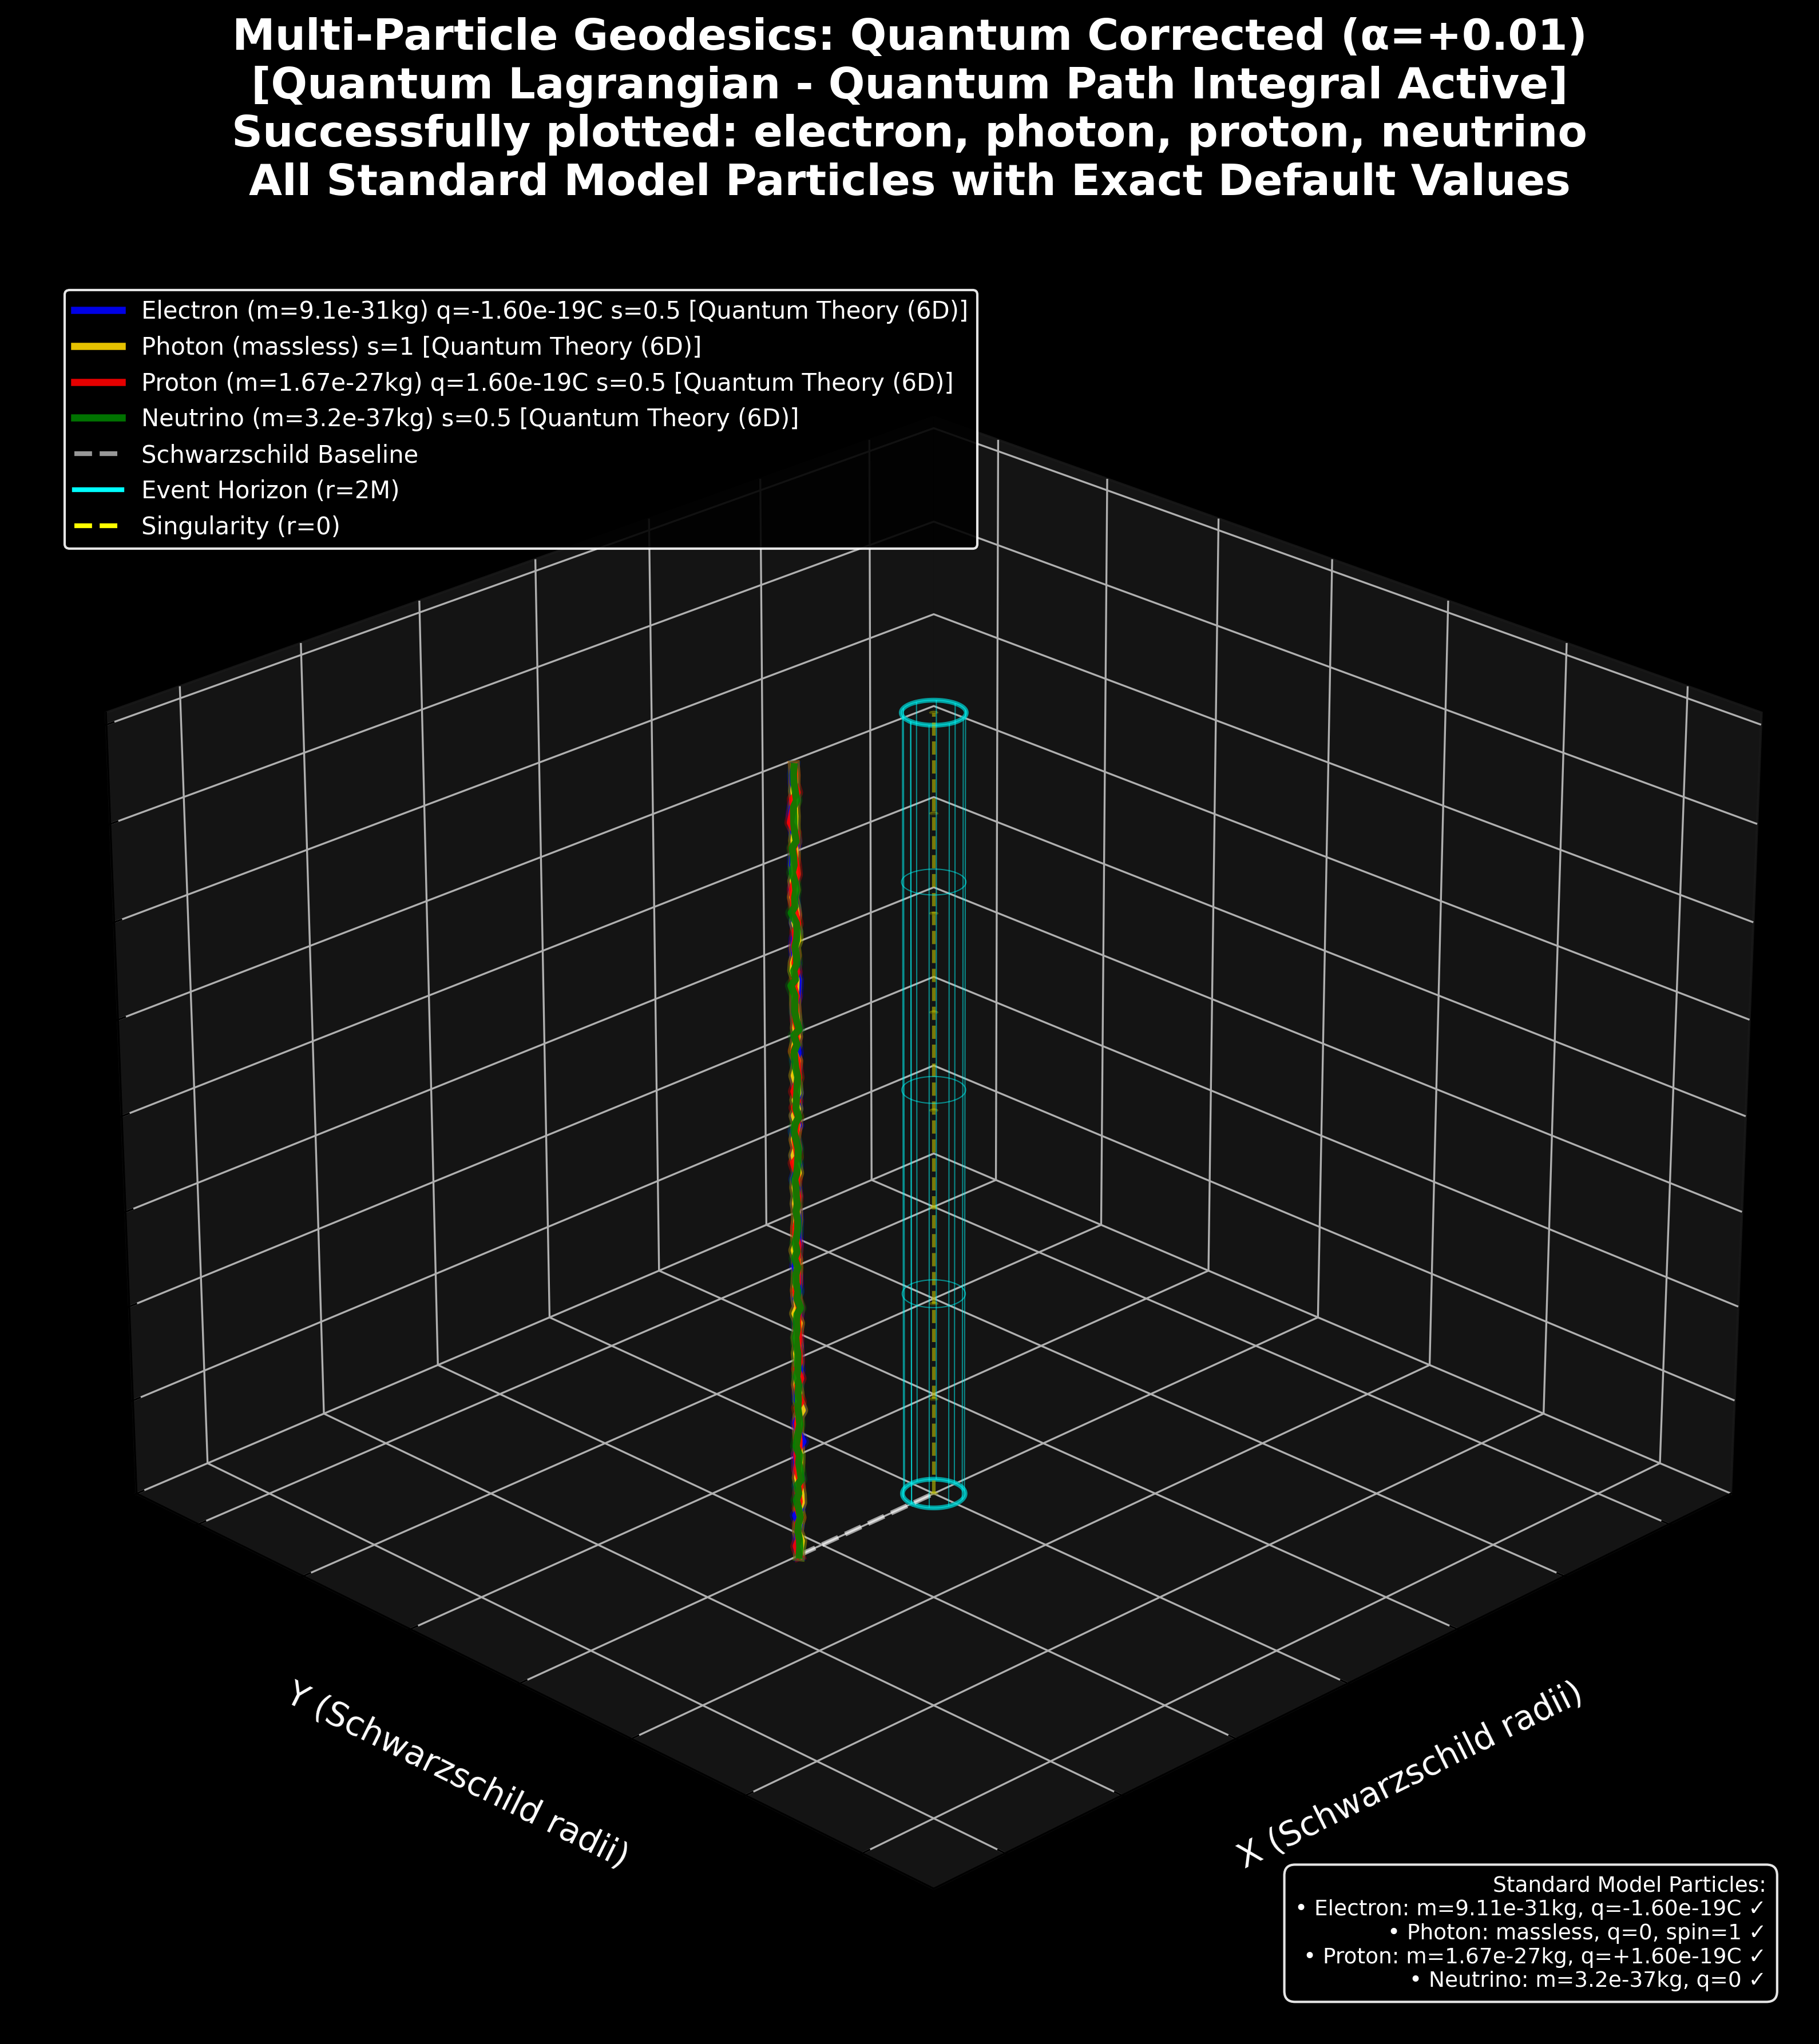 Multi-Particle Geodesics: Quantum Corrected (α=+0.01)
[Quantum Lagrangian - Quantum Path Integral Active]
Successfully plotted: electron, photon, proton, neutrino
All Standard Model Particles with Exact Default Values
Electron (m=9.1e-31kg) q=-1.60e-19C s=0.5 [Quantum Theory (6D)]
Photon (massless) s=1 [Quantum Theory (6D)]
Proton (m=1.67e-27kg) q=1.60e-19C s=0.5 [Quantum Theory (6D)]
Neutrino (m=3.2e-37kg) s=0.5 [Quantum Theory (6D)]
Schwarzschild Baseline
Event Horizon (r=2M)
Singularity (r=0)
Y (Schwarzschild radii)
X (Schwarzschild radii)
Standard Model Particles:
• Electron: m=9.11e-31kg, q=-1.60e-19C ✓
• Photon: massless, q=0, spin=1 ✓
• Proton: m=1.67e-27kg, q=+1.60e-19C ✓
• Neutrino: m=3.2e-37kg, q=0 ✓